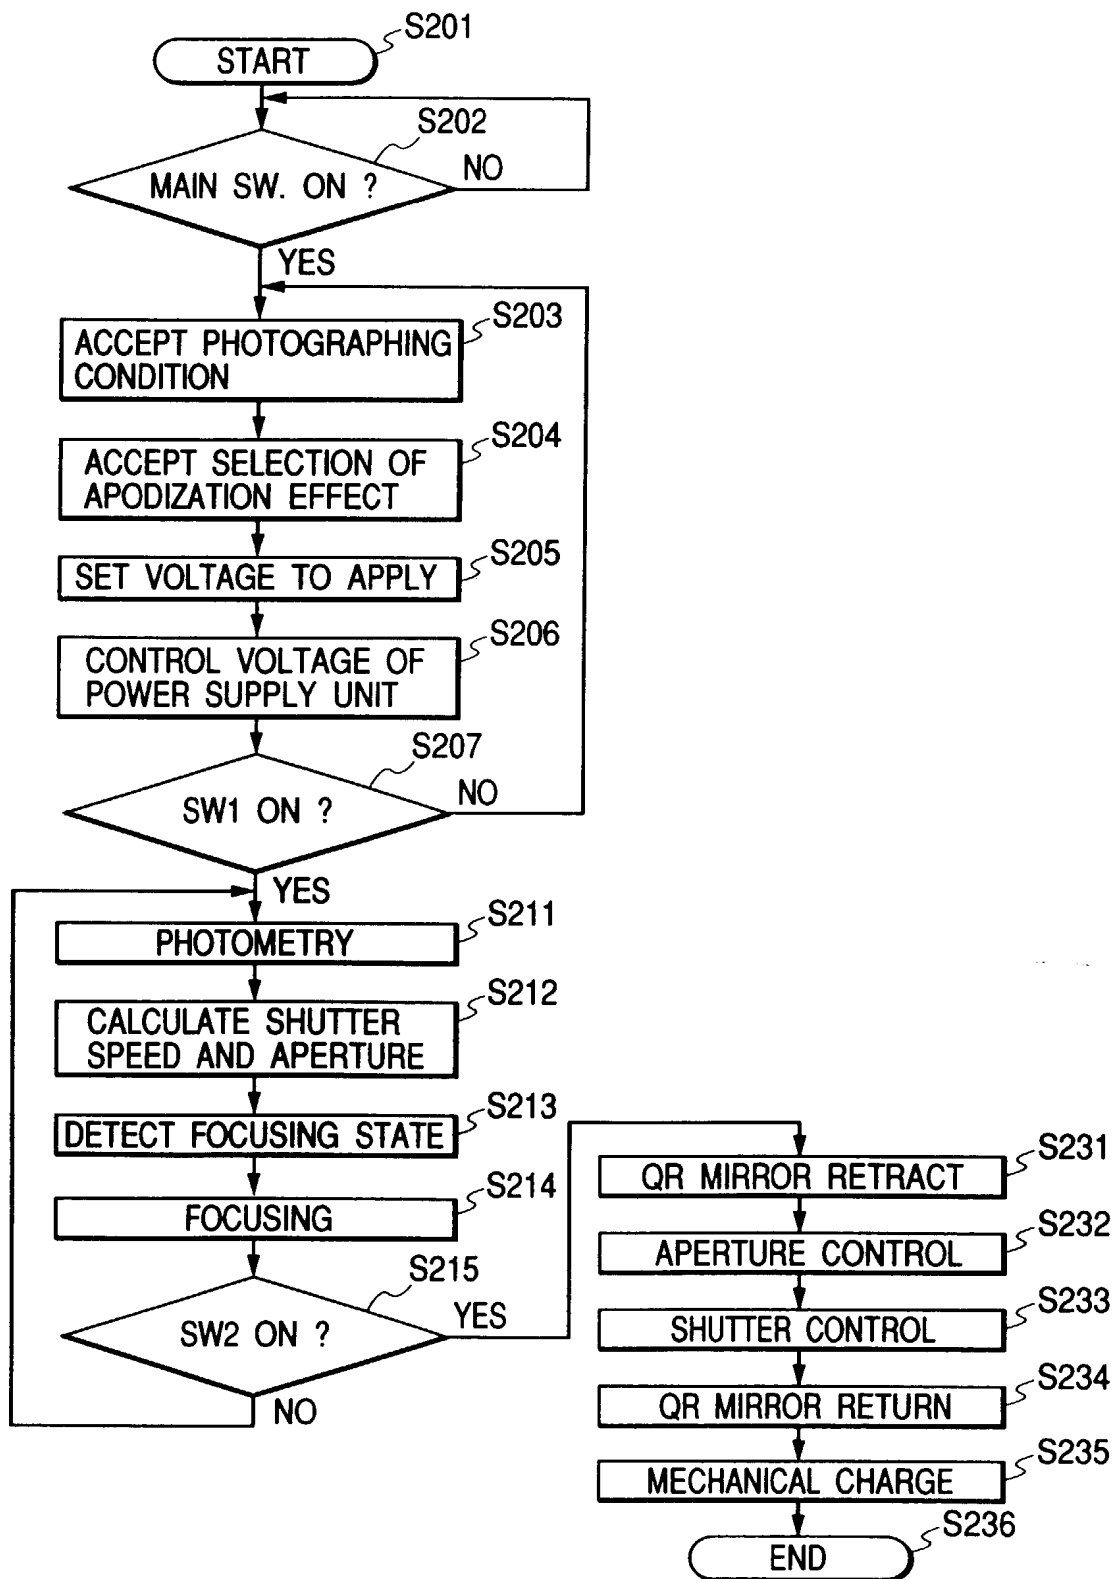 S201
START
S202
MAIN SW. ON ?
NO
YES
S203
ACCEPT PHOTOGRAPHING
CONDITION
S204
ACCEPT SELECTION OF
APODIZATION EFFECT
S205
SET VOLTAGE TO APPLY
S206
CONTROL VOLTAGE OF
POWER SUPPLY UNIT
S207
SW1 ON ?
NO
YES
S211
PHOTOMETRY
S212
CALCULATE SHUTTER
SPEED AND APERTURE
S213
DETECT FOCUSING STATE
S214
FOCUSING
S215
SW2 ON ?
YES
NO
S231
QR MIRROR RETRACT
S232
APERTURE CONTROL
S233
SHUTTER CONTROL
S234
QR MIRROR RETURN
S235
MECHANICAL CHARGE
S236
END